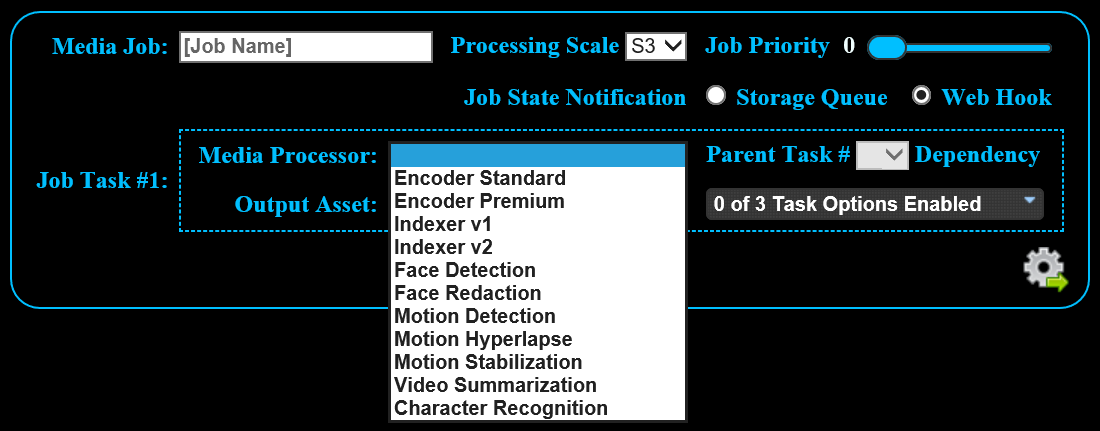 Media Job: [Job Name] Processing Scale S3 Job Priority 0
Job State Notification Storage Queue Web Hook
Job Task #1:
Media Processor: Parent Task # Dependency
Output Asset: 0 of 3 Task Options Enabled
Encoder Standard
Encoder Premium
Indexer v1
Indexer v2
Face Detection
Face Redaction
Motion Detection
Motion Hyperlapse
Motion Stabilization
Video Summarization
Character Recognition